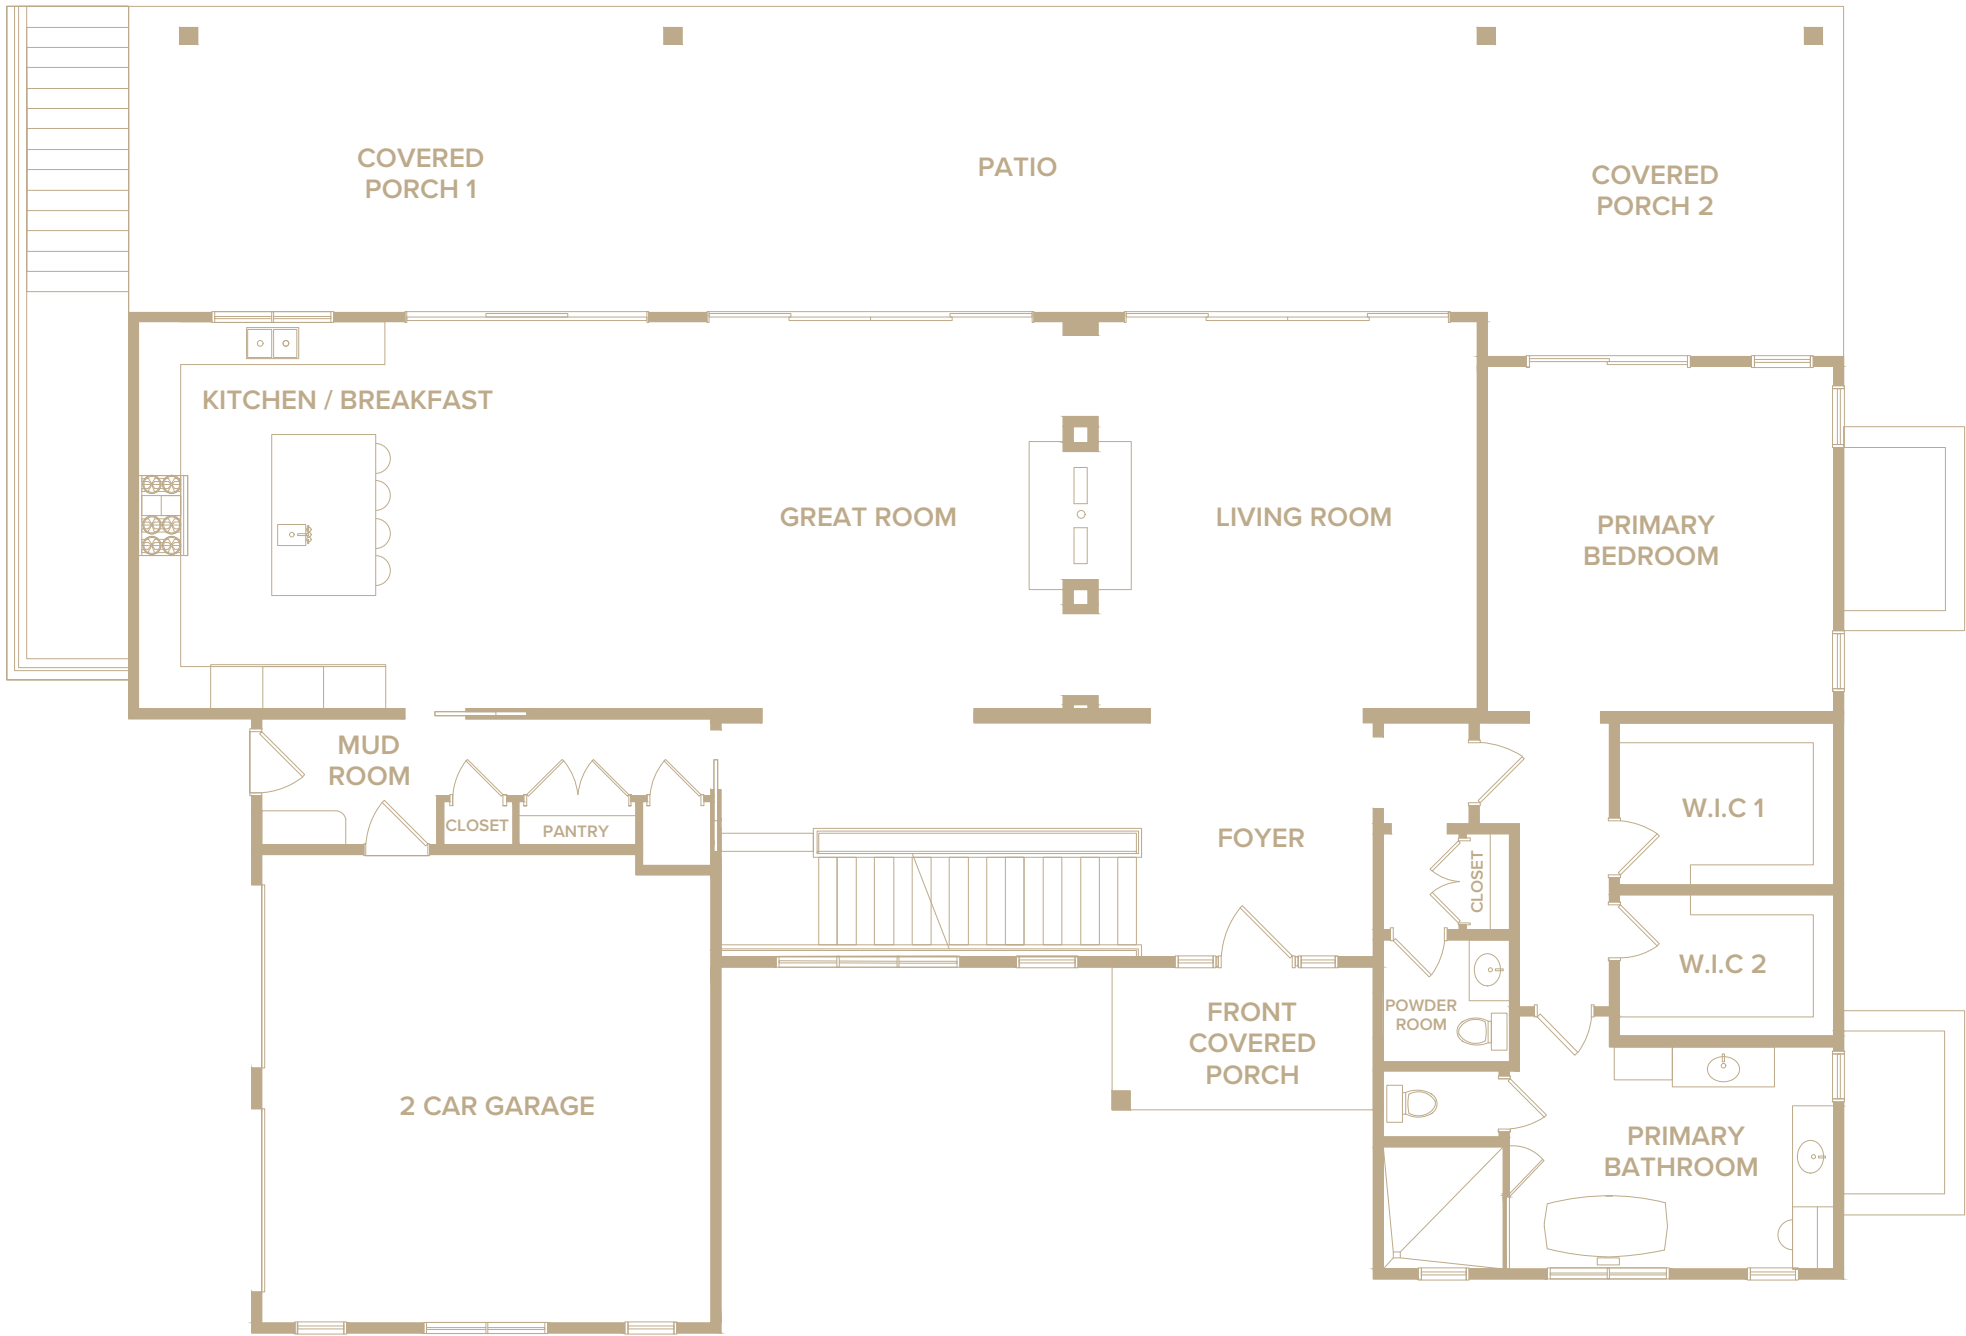 COVERED
PORCH 1
PATIO
COVERED
PORCH 2
KITCHEN / BREAKFAST
GREAT ROOM
LIVING ROOM
PRIMARY
BEDROOM
MUD
ROOM
CLOSET
PANTRY
FOYER
CLOSET
W.I.C 1
W.I.C 2
POWDER
ROOM
FRONT
COVERED
PORCH
2 CAR GARAGE
PRIMARY
BATHROOM